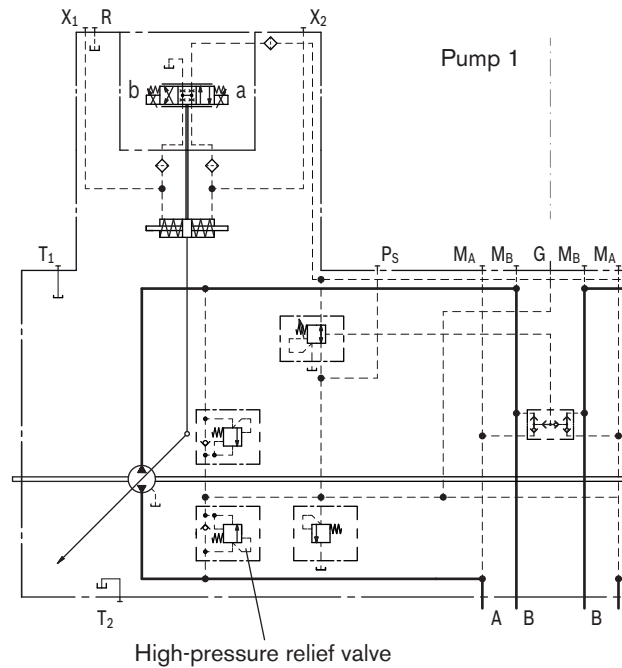 X1 R X2
Pump 1
b a
T1 PS MA MB G MB MA
T2 A B B
High-pressure relief valve